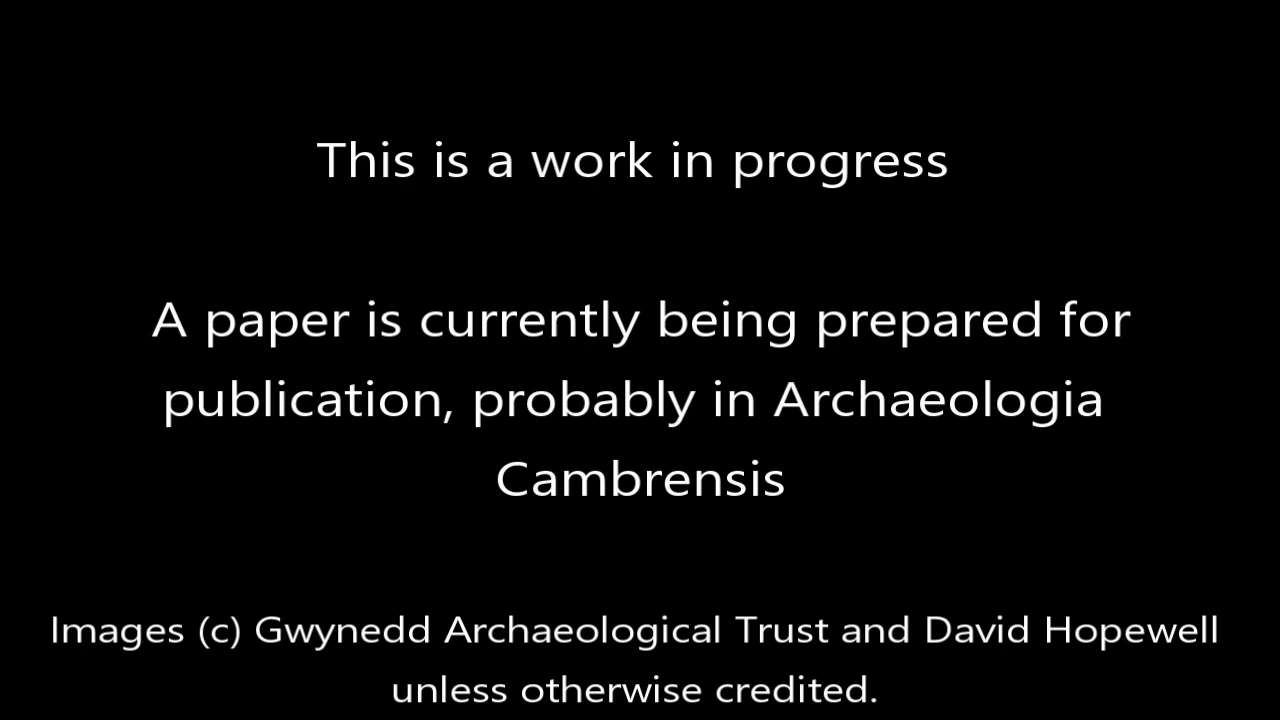 This is a work in progress
A paper is currently being prepared for
publication, probably in Archaeologia
Cambrensis
Images (c) Gwynedd Archaeological Trust and David Hopewell
unless otherwise credited.